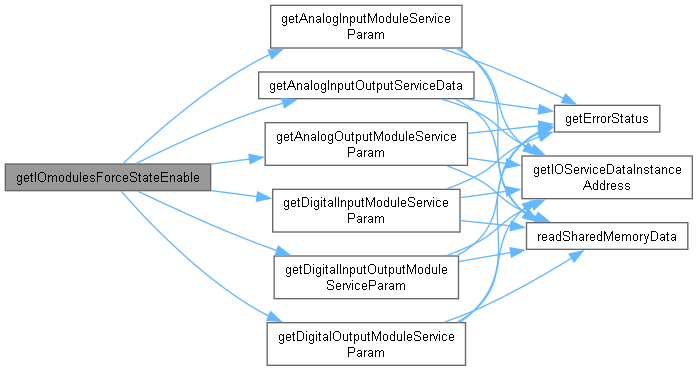 getIOmodulesForceStateEnable
getAnalogInputModuleService
Param
getAnalogInputOutputServiceData
getAnalogOutputModuleService
Param
getDigitalInputModuleService
Param
getDigitalInputOutputModule
ServiceParam
getDigitalOutputModuleService
Param
getErrorStatus
getIOServiceDataInstance
Address
readSharedMemoryData